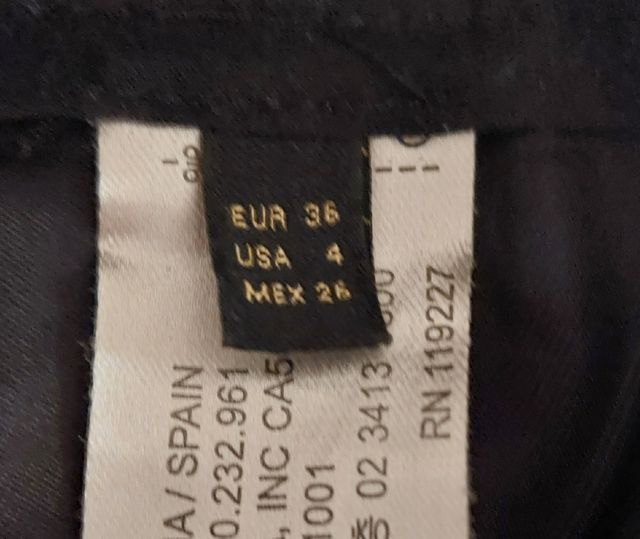 EUR 36
USA 4
MEX 26
/ SPAIN
0.232.961
, INC CA5
1001
02 3413
RN 119227